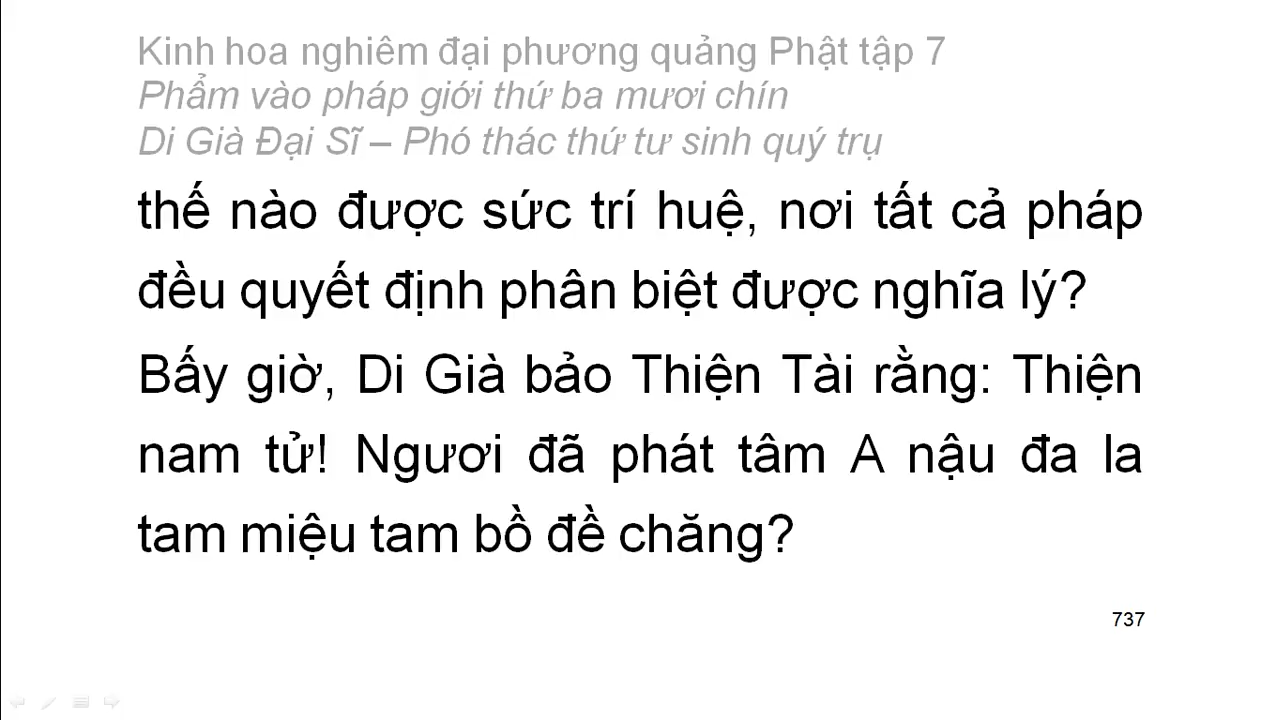 Kinh hoa nghiêm đại phương quảng Phật tập 7
Phẩm vào pháp giới thứ ba mươi chín
Di Già Đại Sĩ – Phó thác thứ tư sinh quý trụ
thế nào được sức trí huệ, nơi tất cả pháp
đều quyết định phân biệt được nghĩa lý?
Bấy giờ, Di Già bảo Thiện Tài rằng: Thiện
nam tử! Ngươi đã phát tâm A nậu đa la
tam miệu tam bồ đề chăng?
737